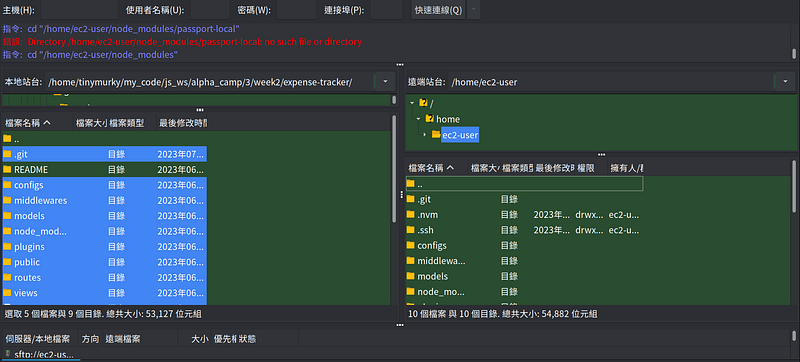 主機(H): 使用者名稱(U): 密碼(W): 連接埠(P): 快速連線(Q)
指令: cd "/home/ec2-user/node_modules/passport-local"
錯誤: Directory /home/ec2-user/node_modules/passport-local: no such file or directory
指令: cd "/home/ec2-user/node_modules"
本地站台: /home/tinymurky/my_code/js_ws/alpha_camp/3/week2/expense-tracker/
檔案名稱 檔案大小 檔案類型 最後修改時間
..
.git 目錄 2023年07...
README 目錄 2023年06...
configs 目錄 2023年06...
middlewares 目錄 2023年06...
models 目錄 2023年06...
node_mod... 目錄 2023年06...
plugins 目錄 2023年06...
public 目錄 2023年06...
routes 目錄 2023年06...
views 目錄 2023年06...
選取 5 個檔案與 9 個目錄. 總共大小: 53,127 位元組
遠端站台: /home/ec2-user
/
home
ec2-user
檔案名稱 檔案大小 檔案類型 最後修改時 權限 擁有人/
..
.git 目錄
.nvm 目錄 2023年... drwx... ec2-u...
.ssh 目錄 2023年... drwx... ec2-u...
configs 目錄
middlewa... 目錄
models 目錄
node_mo... 目錄
10 個檔案 與 10 個目錄. 總共大小: 54,882 位元組
伺服器/本地檔案 方向 遠端檔案 大小 優先權 狀態
sftp://ec2-us...